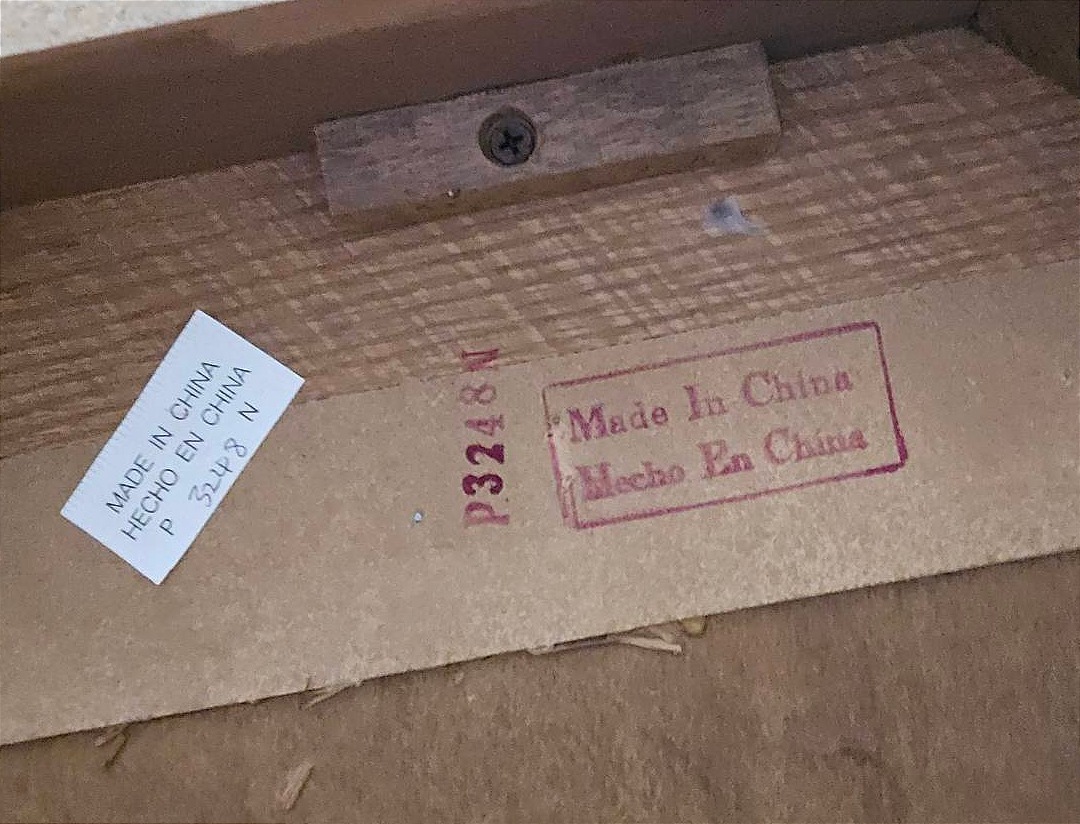 MADE IN CHINA
HECHO EN CHINA
P 3248 N
P3248N
Made In China
Hecho En China